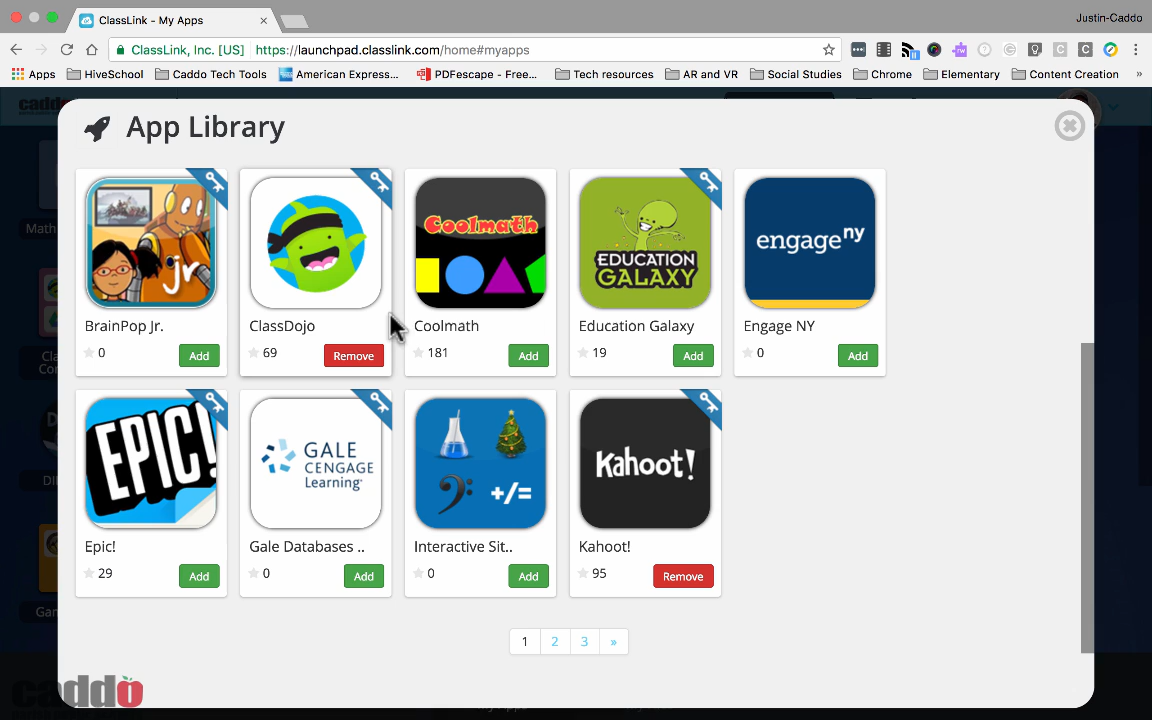 ClassLink - My Apps
Justin-Caddo
ClassLink, Inc. [US] https://launchpad.classlink.com/home#myapps
Apps HiveSchool Caddo Tech Tools American Express... PDFescape - Free... Tech resources AR and VR Social Studies Chrome Elementary Content Creation »
App Library
jr
Coolmath
EDUCATION GALAXY
engage ny
BrainPop Jr. ClassDojo Coolmath Education Galaxy Engage NY
0 Add 69 Remove 181 Add 19 Add 0 Add
EPIC!
GALE
CENGAGE
Learning
+/=
Kahoot!
Epic! Gale Databases .. Interactive Sit.. Kahoot!
29 Add 0 Add 0 Add 95 Remove
1 2 3 »
caddo
Math